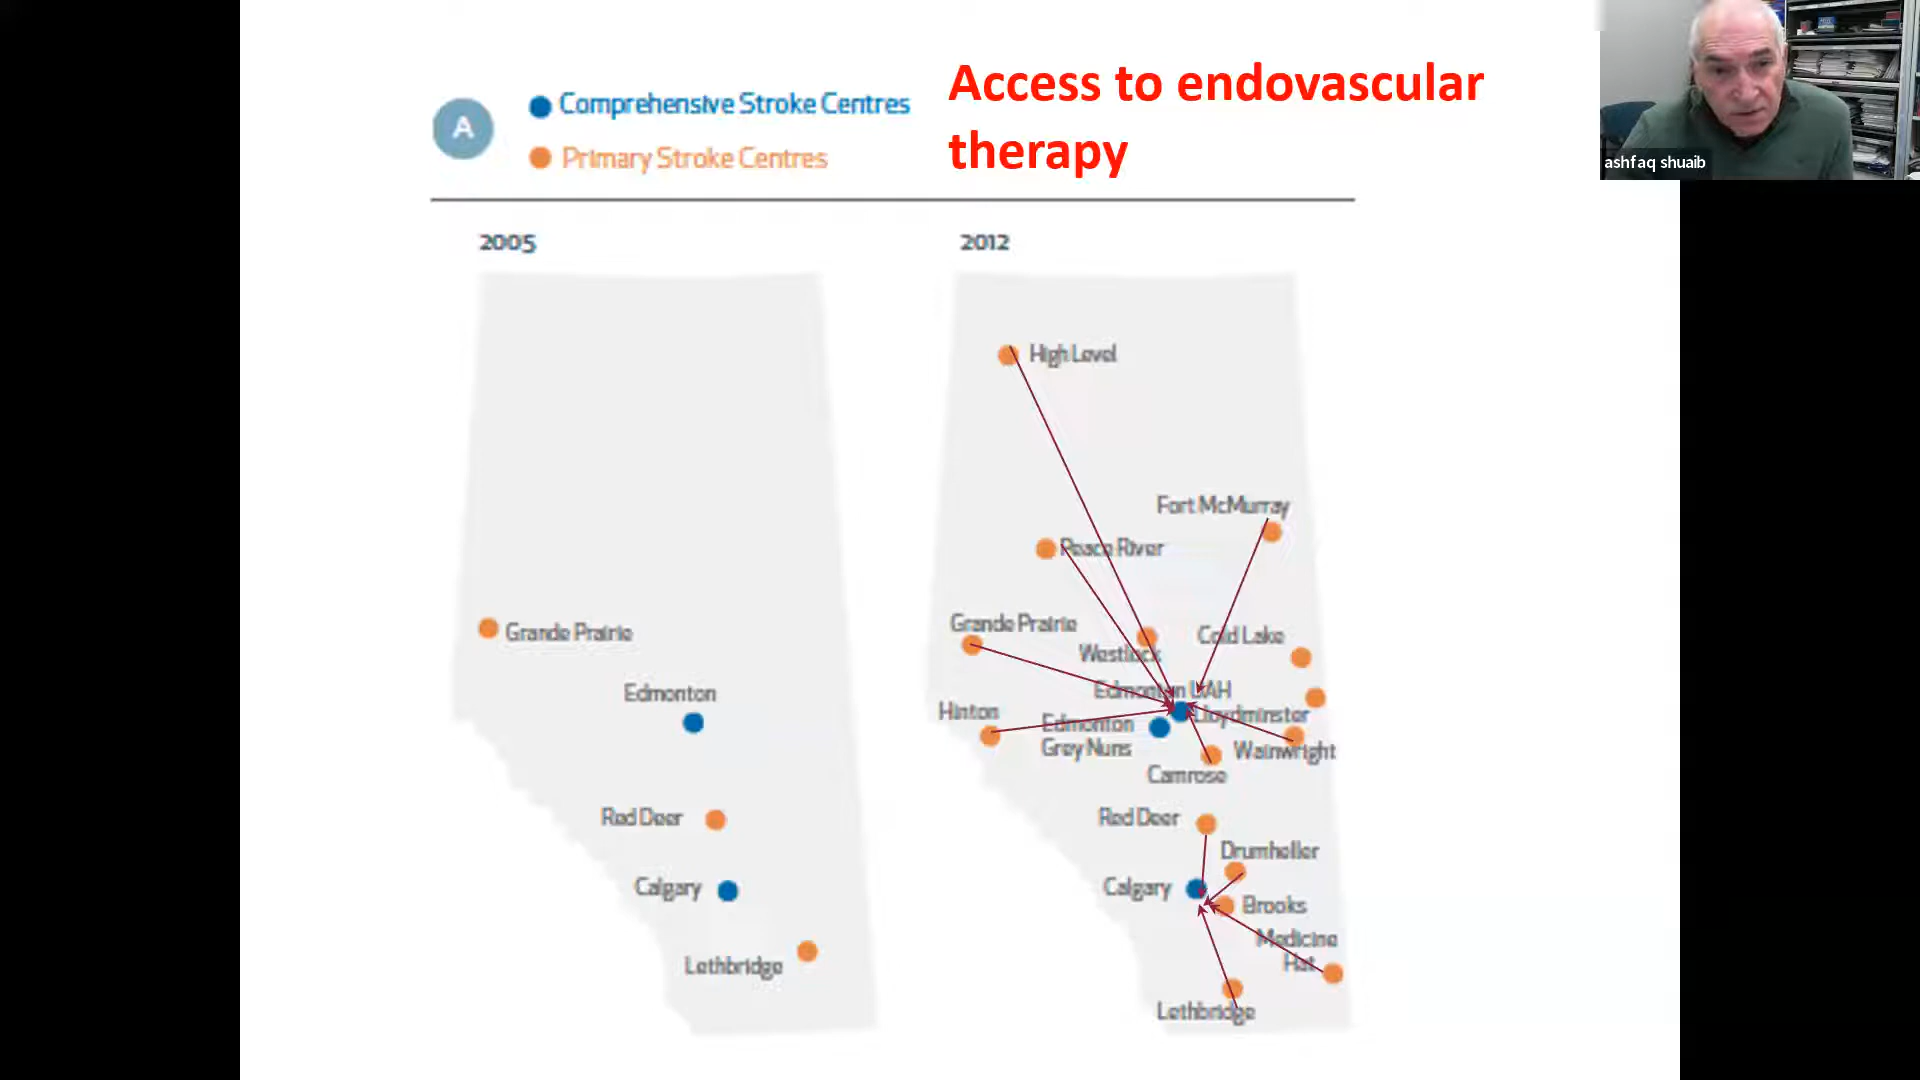 Access to endovascular
therapy
A
Comprehensive Stroke Centres
Primary Stroke Centres
ashfaq shuaib
2005
Grande Prairie
Edmonton
Red Deer
Calgary
Lethbridge
2012
High Level
Fort McMurray
Peace River
Grande Prairie
Cold Lake
Westlock
Edmonton UAH
Hinton
Lloydminster
Edmonton
Grey Nuns
Wainwright
Camrose
Red Deer
Drumheller
Calgary
Brooks
Medicine
Hat
Lethbridge